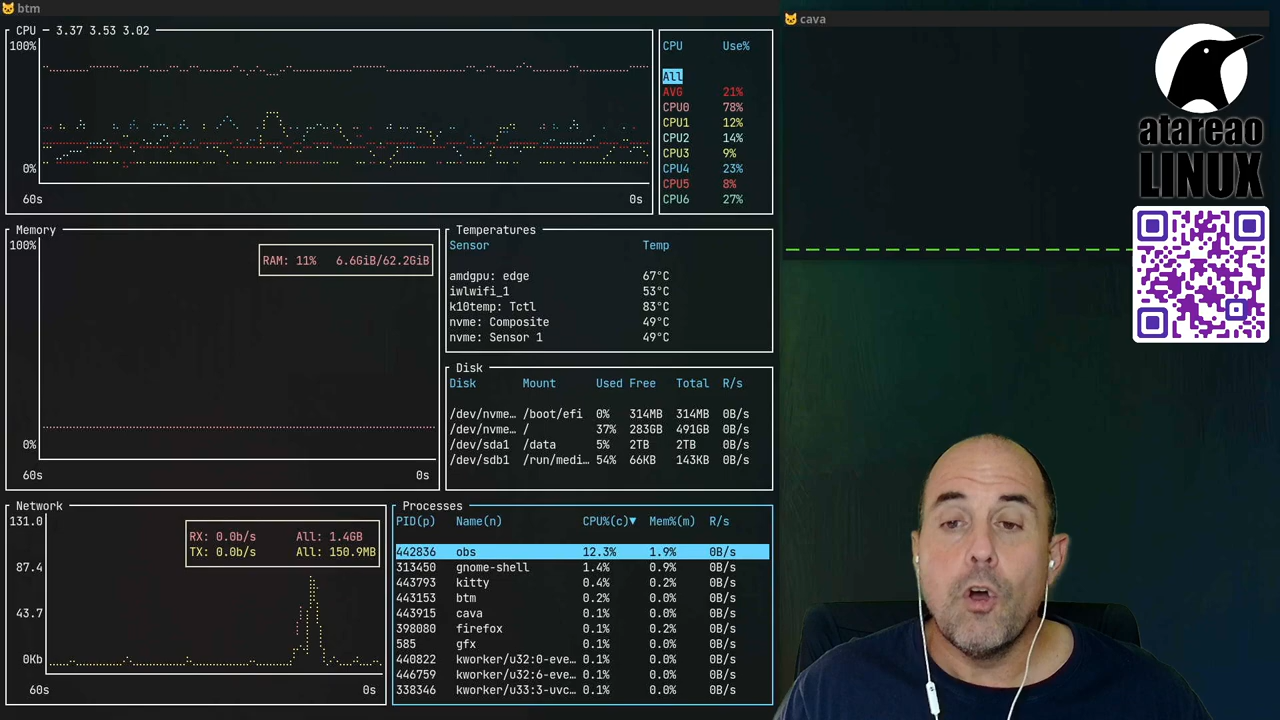 btm
CPU — 3.37 3.53 3.02
100%
0%
60s
0s
CPU Use%
All
AVG 21%
CPU0 78%
CPU1 12%
CPU2 14%
CPU3 9%
CPU4 23%
CPU5 8%
CPU6 27%
Memory
100%
RAM: 11% 6.6GiB/62.2GiB
0%
60s
0s
Temperatures
Sensor Temp
amdgpu: edge 67°C
iwlwifi_1 53°C
k10temp: Tctl 83°C
nvme: Composite 49°C
nvme: Sensor 1 49°C
Disk
Disk Mount Used Free Total R/s
/dev/nvme… /boot/efi 0% 314MB 314MB 0B/s
/dev/nvme… / 37% 283GB 491GB 0B/s
/dev/sda1 /data 5% 2TB 2TB 0B/s
/dev/sdb1 /run/medi… 54% 66KB 143KB 0B/s
Network
131.0
RX: 0.0b/s All: 1.4GB
TX: 0.0b/s All: 150.9MB
87.4
43.7
0Kb
60s
0s
Processes
PID(p) Name(n) CPU%(c)▼ Mem%(m) R/s
442836 obs 12.3% 1.9% 0B/s
313450 gnome-shell 1.4% 0.9% 0B/s
443793 kitty 0.4% 0.2% 0B/s
443153 btm 0.2% 0.0% 0B/s
443915 cava 0.1% 0.0% 0B/s
398080 firefox 0.1% 0.2% 0B/s
585 gfx 0.1% 0.0% 0B/s
440822 kworker/u32:0-eve… 0.1% 0.0% 0B/s
446759 kworker/u32:6-eve… 0.1% 0.0% 0B/s
338346 kworker/u33:3-uvc… 0.1% 0.0% 0B/s
cava
atareao
LINUX